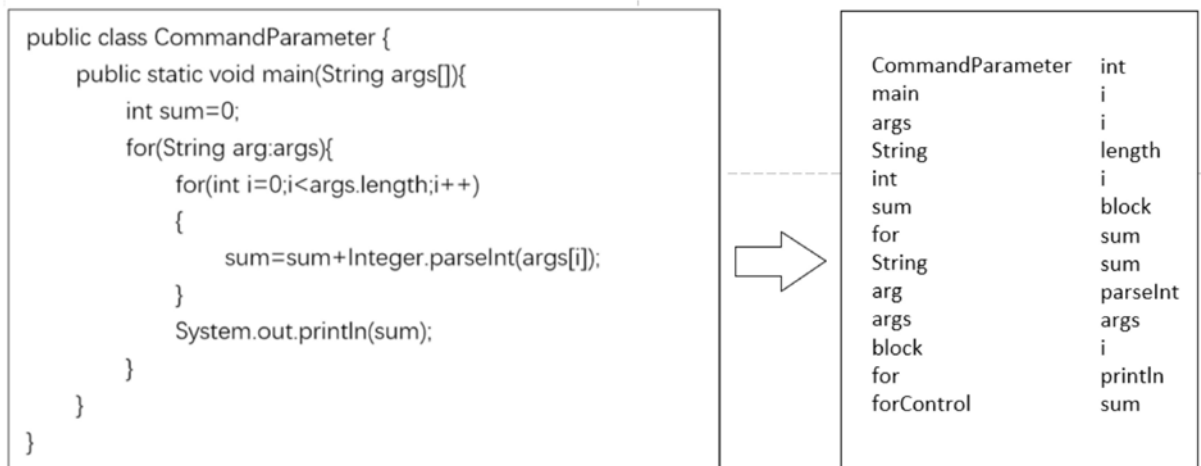 public class CommandParameter {
public static void main(String args[]){
int sum=0;
for(String arg:args){
for(int i=0;i<args.length;i++)
{
sum=sum+Integer.parseInt(args[i]);
}
System.out.println(sum);
}
}
}
CommandParameter
main
args
String
int
sum
for
String
arg
args
block
for
forControl
int
i
i
length
i
block
sum
sum
parseInt
args
i
println
sum